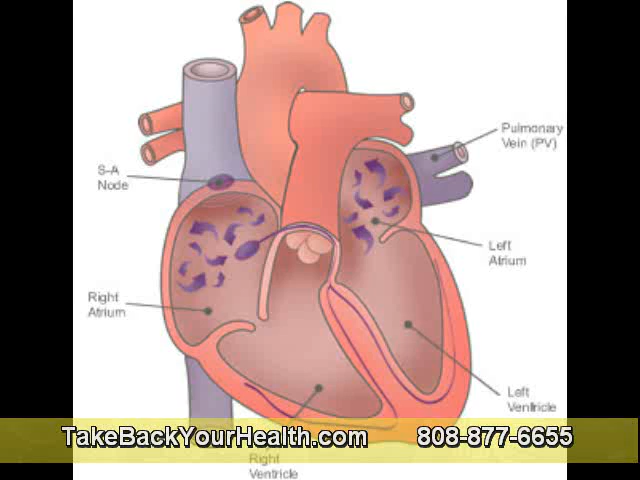 Pulmonary
Vein (PV)
S-A
Node
Left
Atrium
Right
Atrium
Left
Ventricle
TakeBackYourHealth.com 808-877-6655
Right
Ventricle